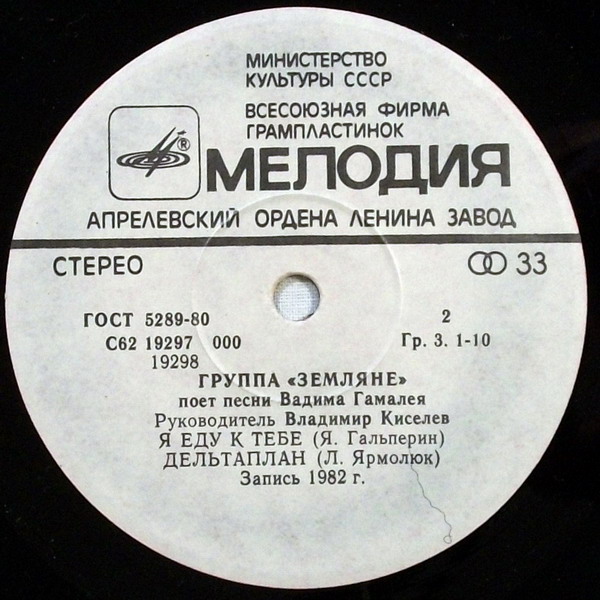 МИНИСТЕРСТВО
КУЛЬТУРЫ СССР
ВСЕСОЮЗНАЯ ФИРМА
ГРАМПЛАСТИНОК
®
МЕЛОДИЯ
АПРЕЛЕВСКИЙ ОРДЕНА ЛЕНИНА ЗАВОД
СТЕРЕО 33
ГОСТ 5289-80 2
С62 19297 000 Гр. 3. 1-10
19298
ГРУППА «ЗЕМЛЯНЕ»
поет песни Вадима Гамалея
Руководитель Владимир Киселев
Я ЕДУ К ТЕБЕ (Я. Гальперин)
ДЕЛЬТАПЛАН (Л. Ярмолюк)
Запись 1982 г.